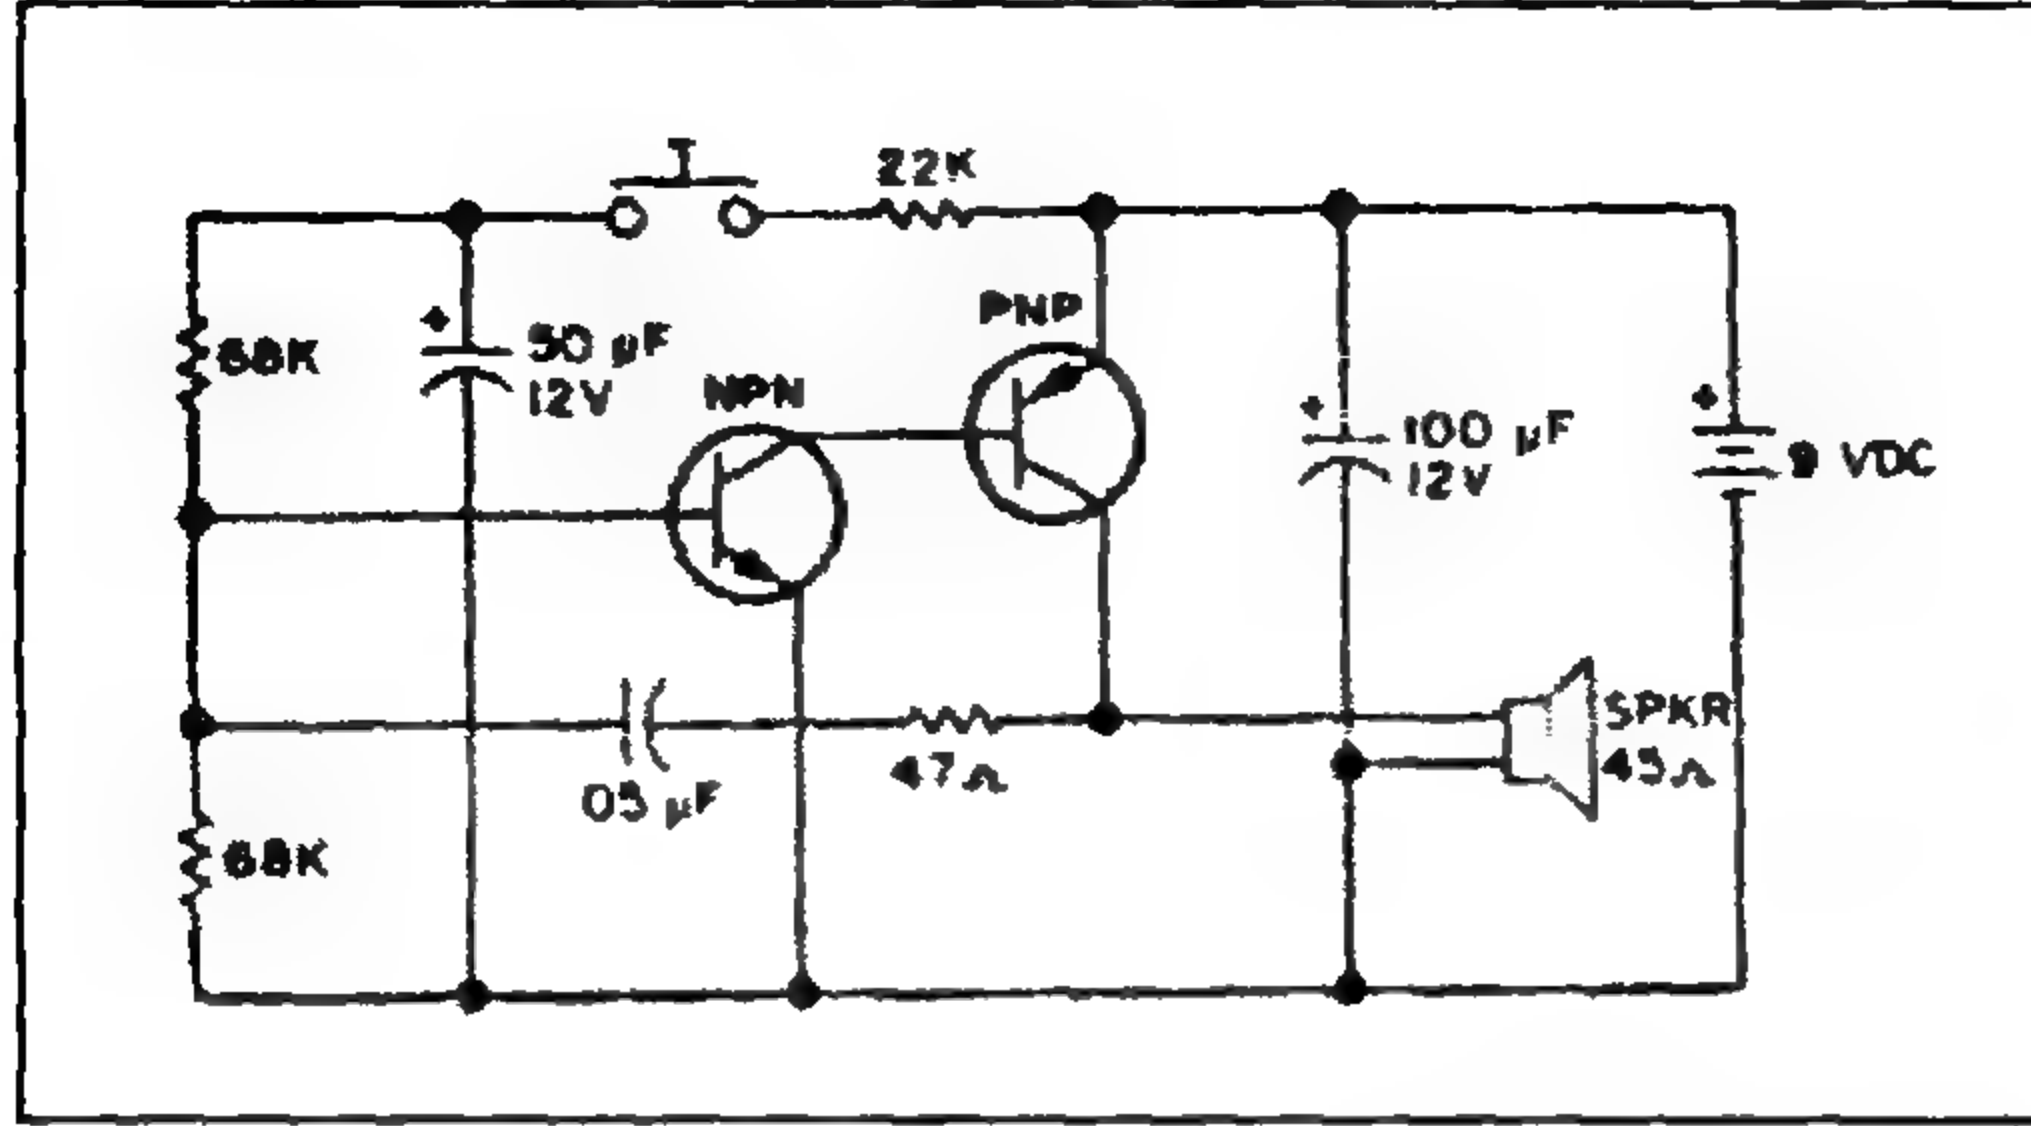 22K
PNP
68K
50 µF
12V
NPN
100 µF
12V
9 VDC
SPKR
45Ω
47Ω
05 µF
68K